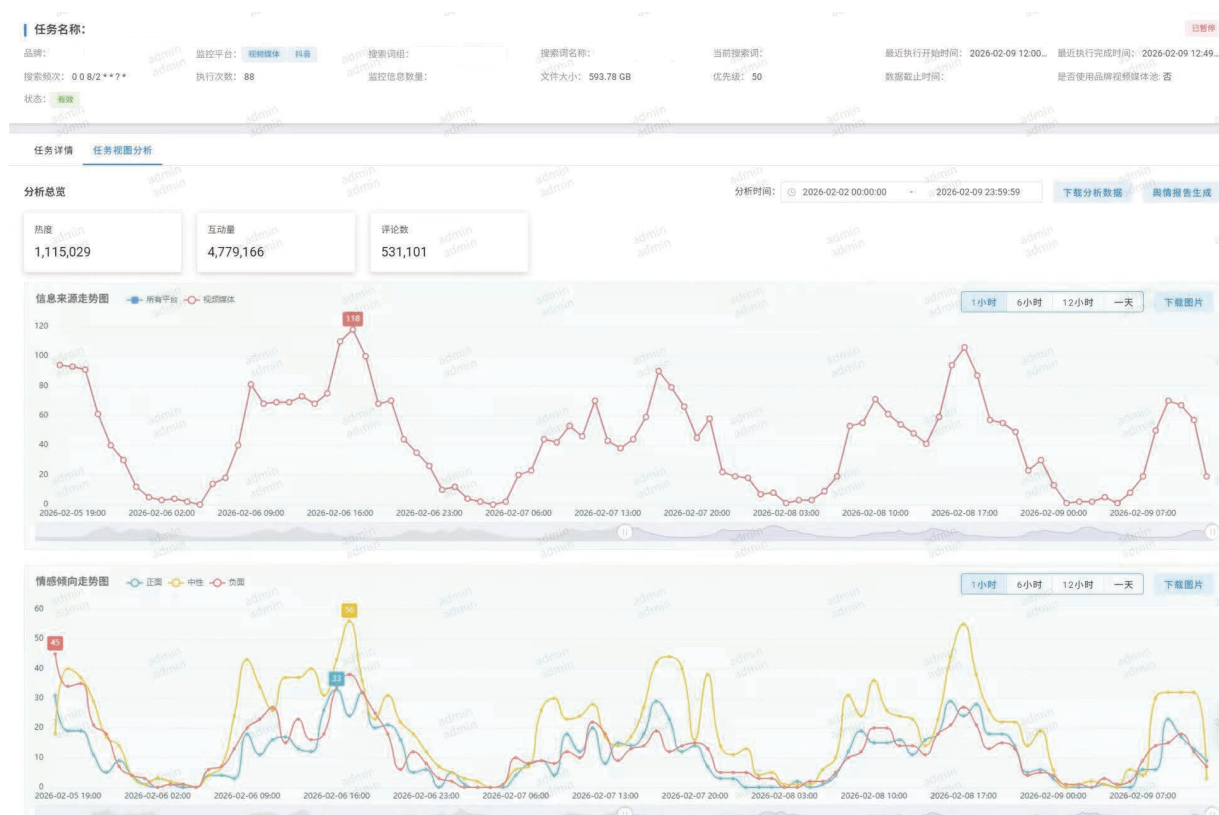 任务名称:
已暂停
品牌: 监控平台: 视频媒体 抖音 搜索词组: 搜索词名称: 当前搜索词: 最近执行开始时间: 2026-02-09 12:00... 最近执行完成时间: 2026-02-09 12:49...
搜索频次: 0 0 8/2 * * ? * 执行次数: 88 监控信息数量: 文件大小: 593.78 GB 优先级: 50 数据截止时间: 是否使用品牌视频媒体池: 否
状态: 有效
任务详情 任务视图分析
分析总览 分析时间: 2026-02-02 00:00:00 - 2026-02-09 23:59:59 下载分析数据 舆情报告生成
热度 互动量 评论数
1,115,029 4,779,166 531,101
信息来源走势图 所有平台 视频媒体 1小时 6小时 12小时 一天 下载图片
118
120
100
80
60
40
20
0
2026-02-05 19:00 2026-02-06 02:00 2026-02-06 09:00 2026-02-06 16:00 2026-02-06 23:00 2026-02-07 06:00 2026-02-07 13:00 2026-02-07 20:00 2026-02-08 03:00 2026-02-08 10:00 2026-02-08 17:00 2026-02-09 00:00 2026-02-09 07:00
情感倾向走势图 正面 中性 负面 1小时 6小时 12小时 一天 下载图片
60
56
50
45
40
33
30
20
10
0
2026-02-05 19:00 2026-02-06 02:00 2026-02-06 09:00 2026-02-06 16:00 2026-02-06 23:00 2026-02-07 06:00 2026-02-07 13:00 2026-02-07 20:00 2026-02-08 03:00 2026-02-08 10:00 2026-02-08 17:00 2026-02-09 00:00 2026-02-09 07:00
admin
admin